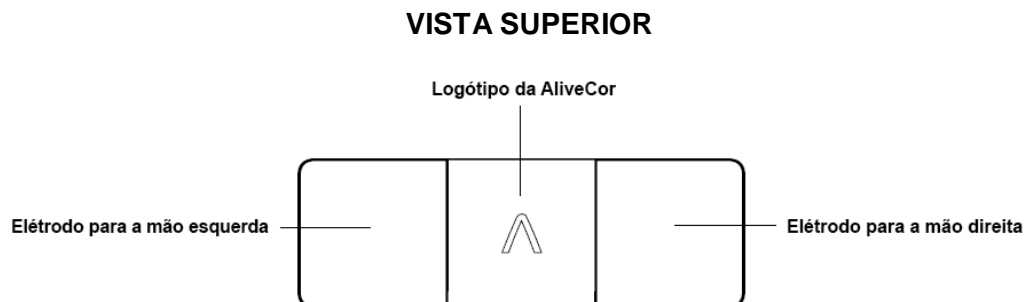 VISTA SUPERIOR
Logótipo da AliveCor
Elétrodo para a mão esquerda
Elétrodo para a mão direita